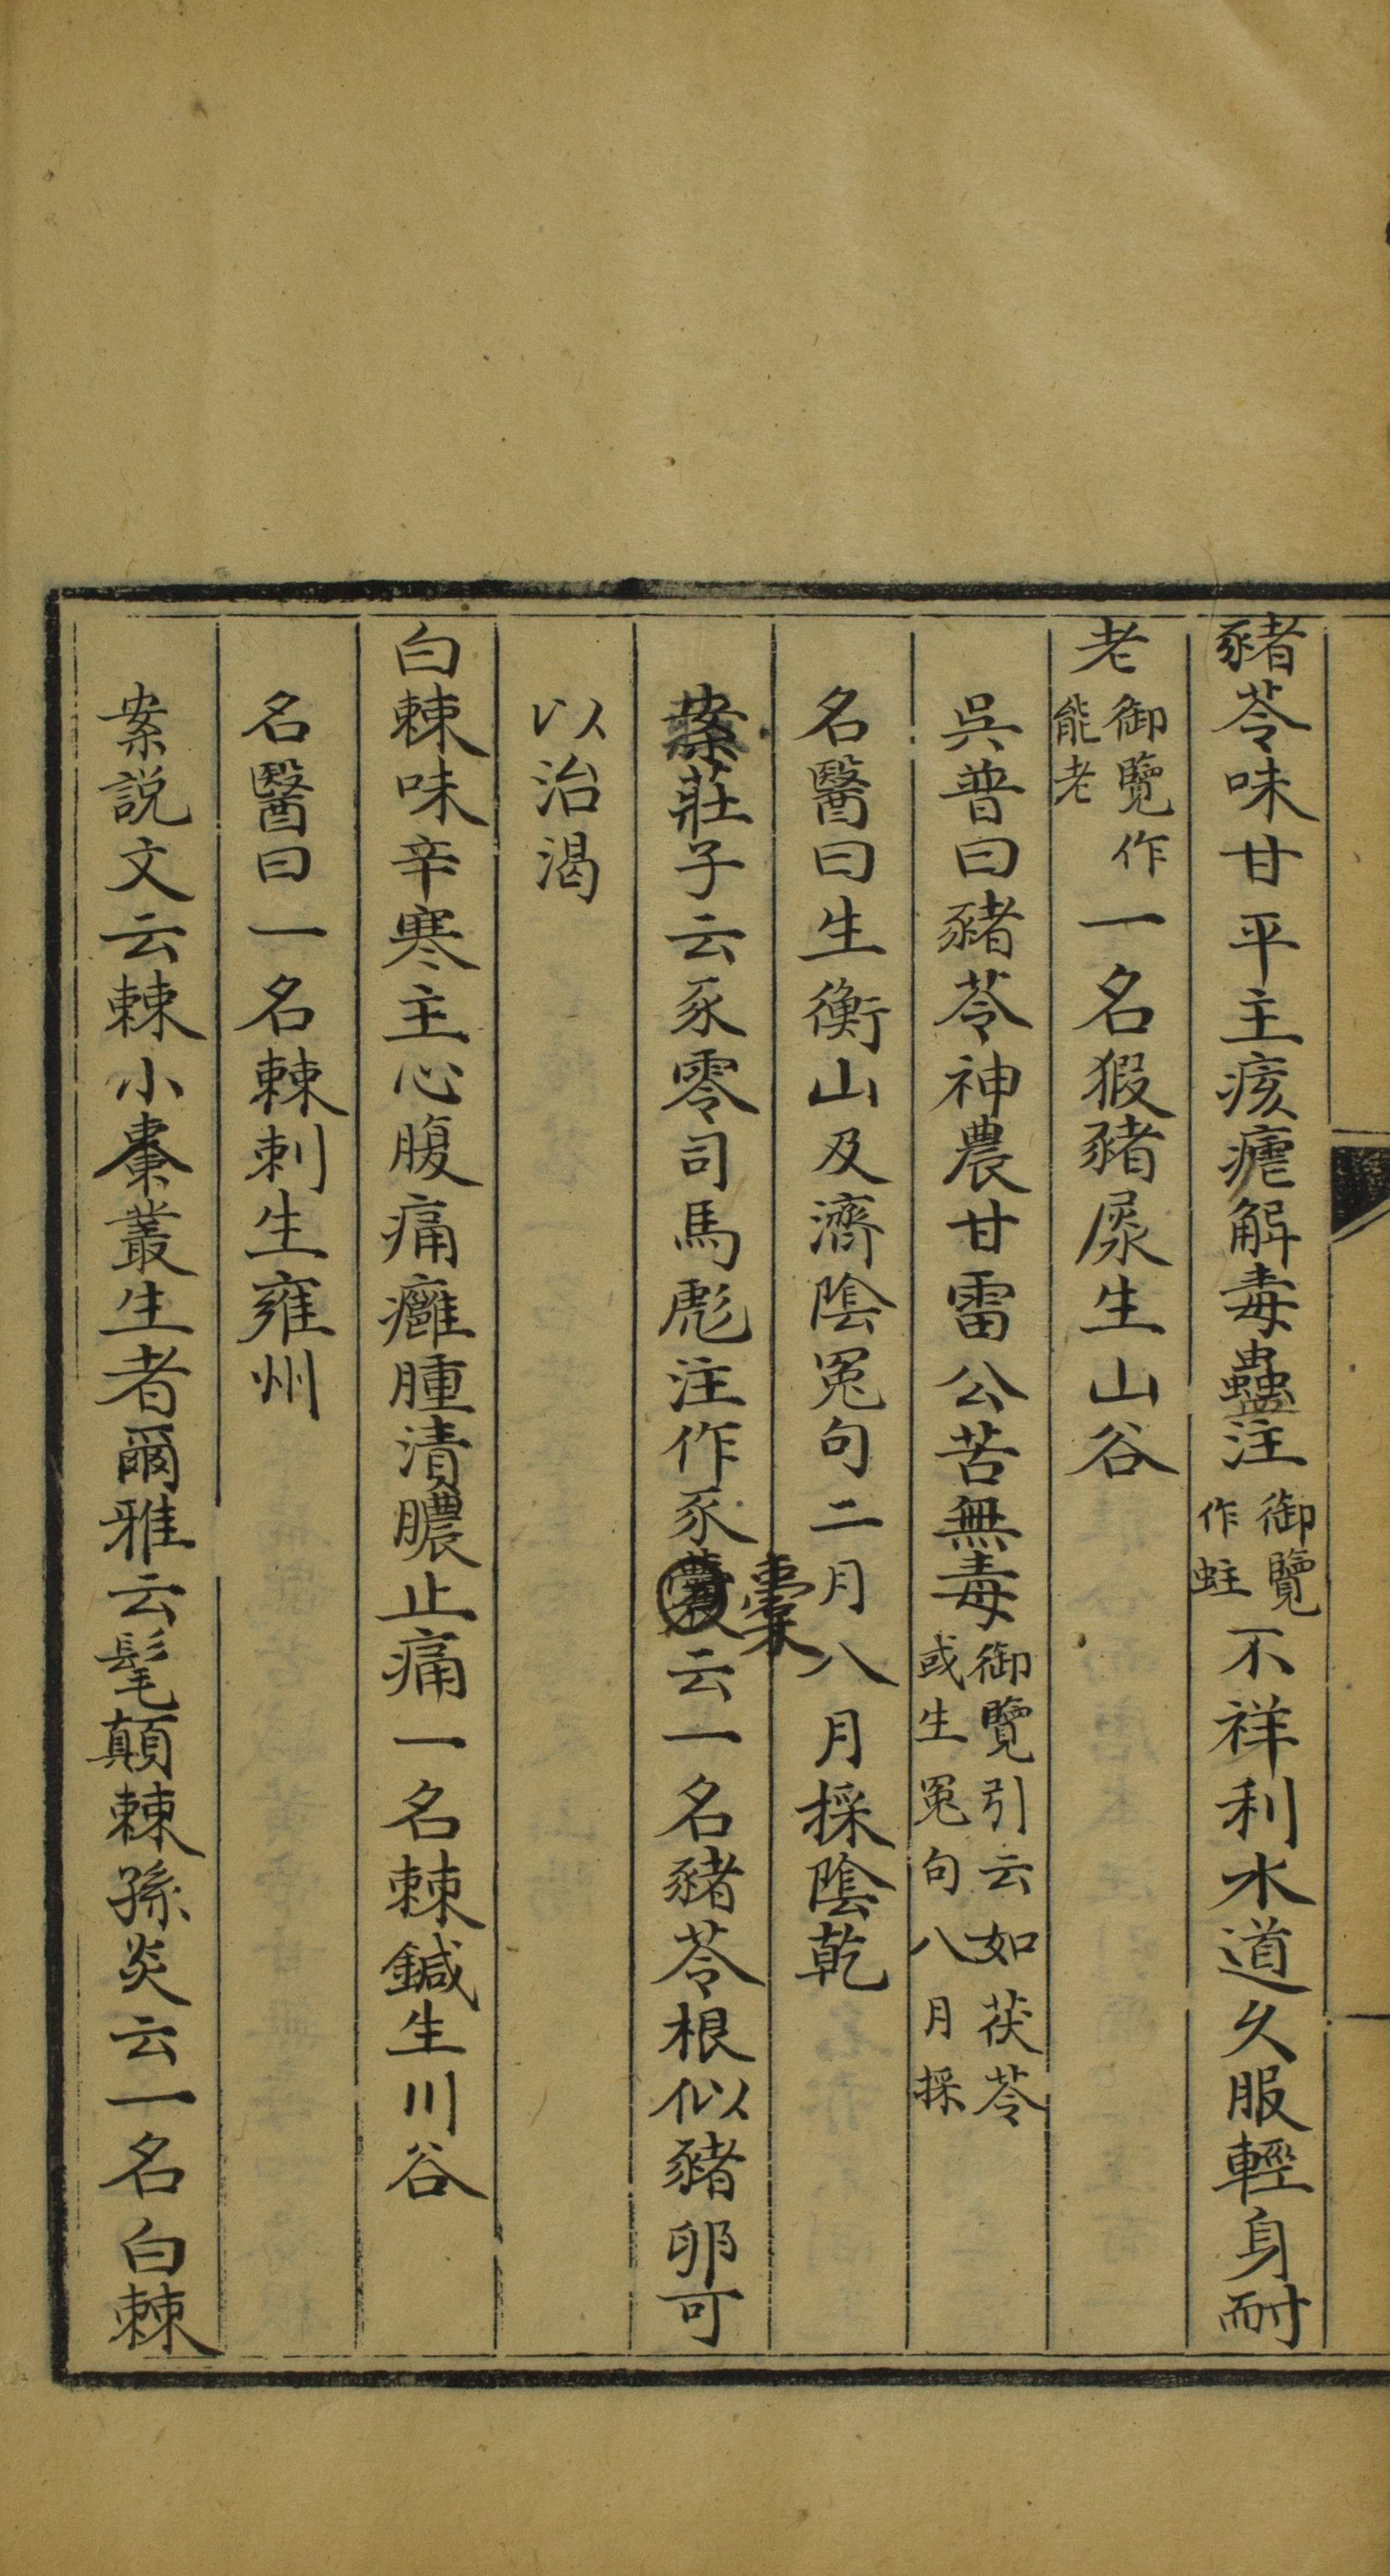 豬苓味甘平主痎瘧解毒蠱注御覽作蛀不祥利水道久服輕身耐
老御覽作能老一名猳豬屎生山谷
吳普曰豬苓神農甘雷公苦無毒御覽引云如茯苓或生冤句八月採
名醫曰生衡山及濟陰冤句二月八月採陰乾
案莊子云豕零司馬彪注作豕橐云一名豬苓根似豬卵可
以治渴
白棘味辛寒主心腹痛癰腫漬膿止痛一名棘鍼生川谷
名醫曰一名棘刺生雍州
案説文云棘小棗叢生者爾雅云髦顛棘孫炎云一名白棘